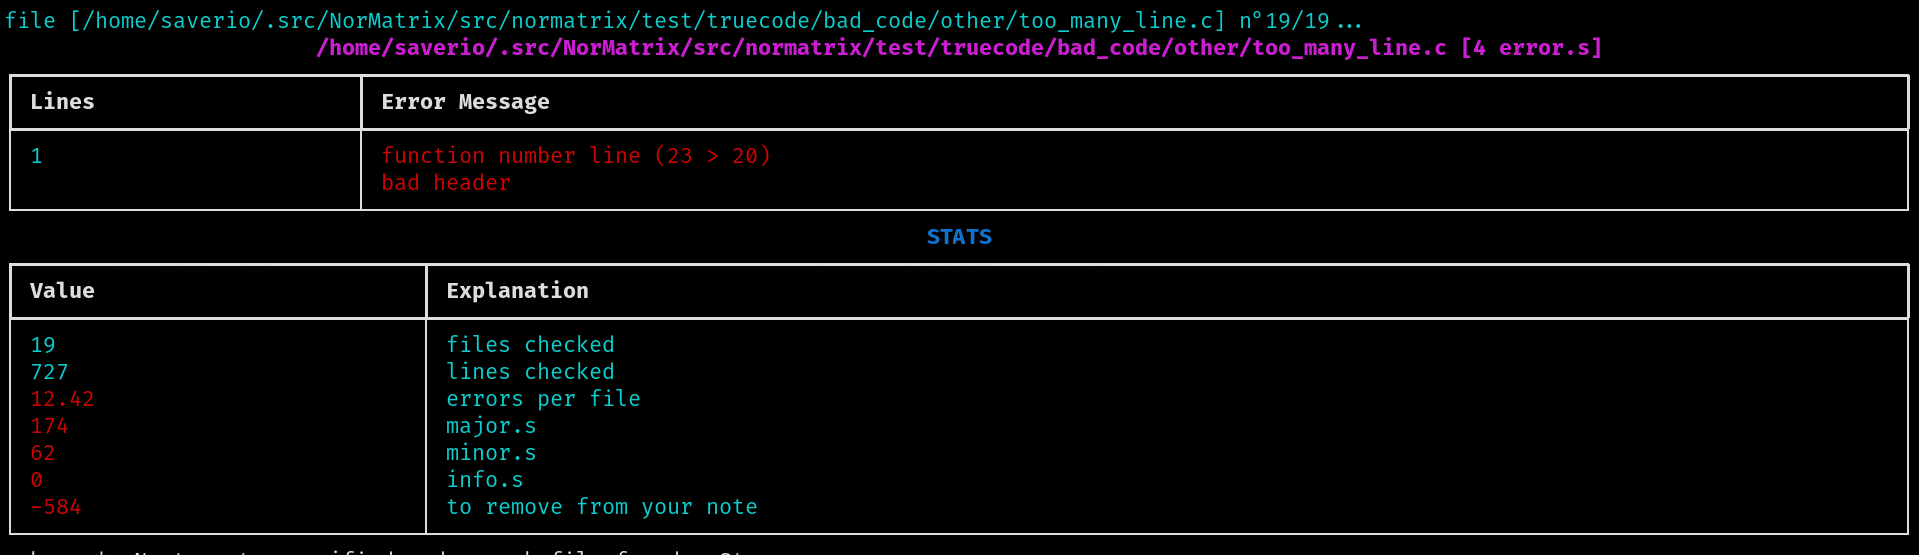 file [/home/saverio/.src/NorMatrix/src/normatrix/test/truecode/bad_code/other/too_many_line.c] n°19/19...
/home/saverio/.src/NorMatrix/src/normatrix/test/truecode/bad_code/other/too_many_line.c [4 error.s]
Lines Error Message
1 function number line (23 > 20)
bad header
STATS
Value Explanation
19 files checked
727 lines checked
12.42 errors per file
174 major.s
62 minor.s
0 info.s
-584 to remove from your note